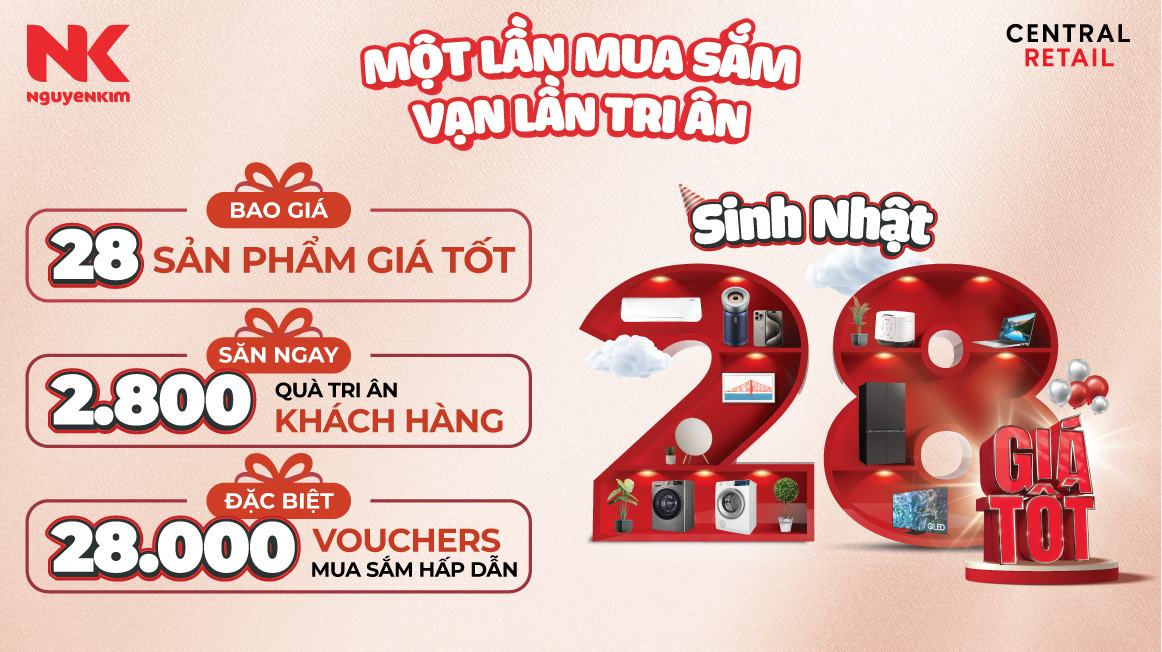 NK
NGUYENKIM
MỘT LẦN MUA SẮM
VẠN LẦN TRI ÂN
CENTRAL
RETAIL
BAO GIÁ
28 SẢN PHẨM GIÁ TỐT
SĂN NGAY
2.800 QUÀ TRI ÂN
KHÁCH HÀNG
ĐẶC BIỆT
28.000 VOUCHERS
MUA SẮM HẤP DẪN
Sinh Nhật
28
QLED
GIÁ
TỐT